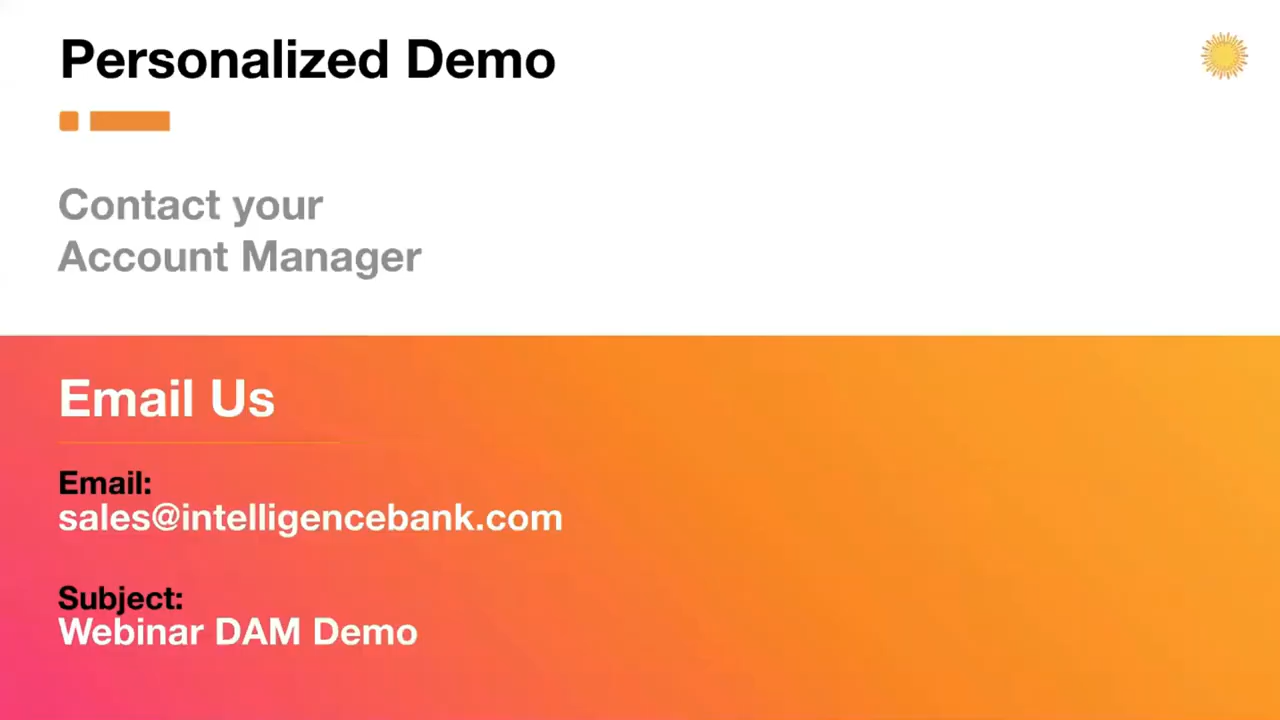 Personalized Demo
Contact your
Account Manager
Email Us
Email:
sales@intelligencebank.com
Subject:
Webinar DAM Demo